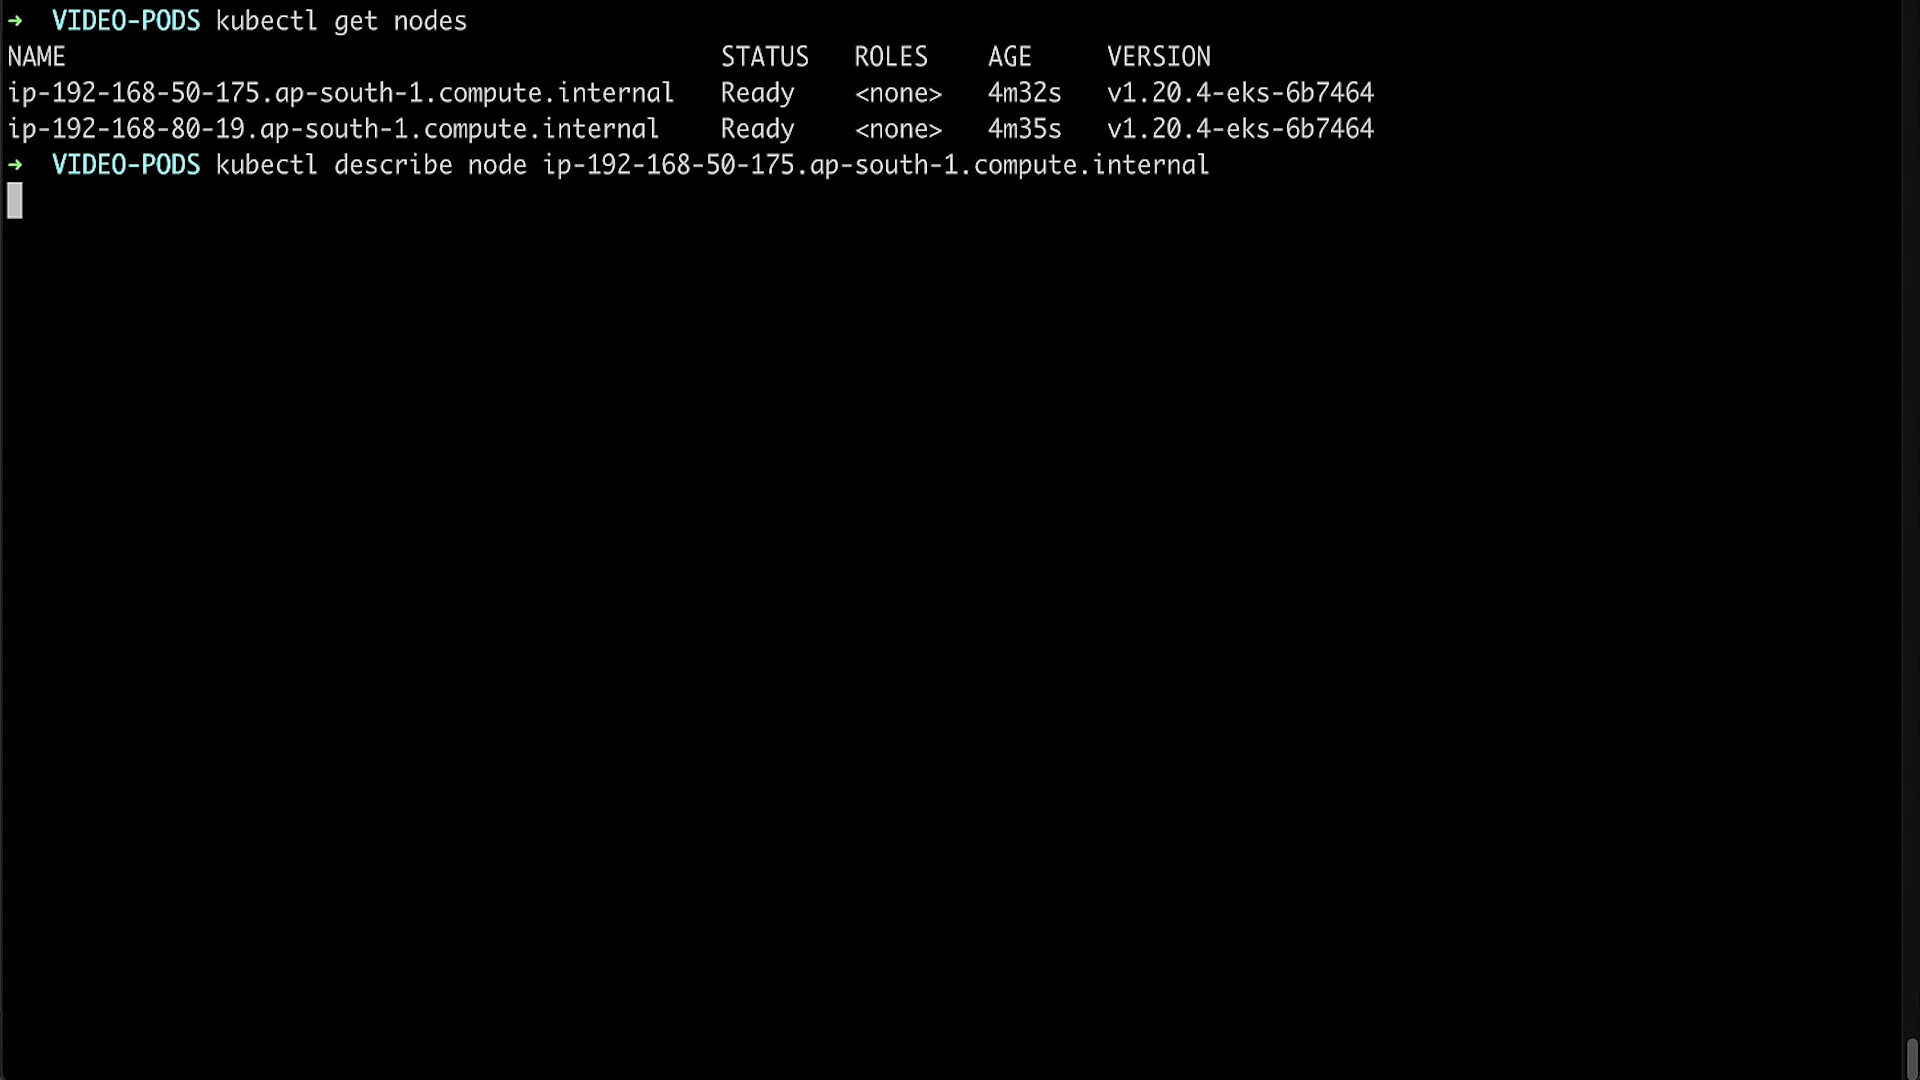 ➜ VIDEO-PODS kubectl get nodes
NAME STATUS ROLES AGE VERSION
ip-192-168-50-175.ap-south-1.compute.internal Ready <none> 4m32s v1.20.4-eks-6b7464
ip-192-168-80-19.ap-south-1.compute.internal Ready <none> 4m35s v1.20.4-eks-6b7464
➜ VIDEO-PODS kubectl describe node ip-192-168-50-175.ap-south-1.compute.internal